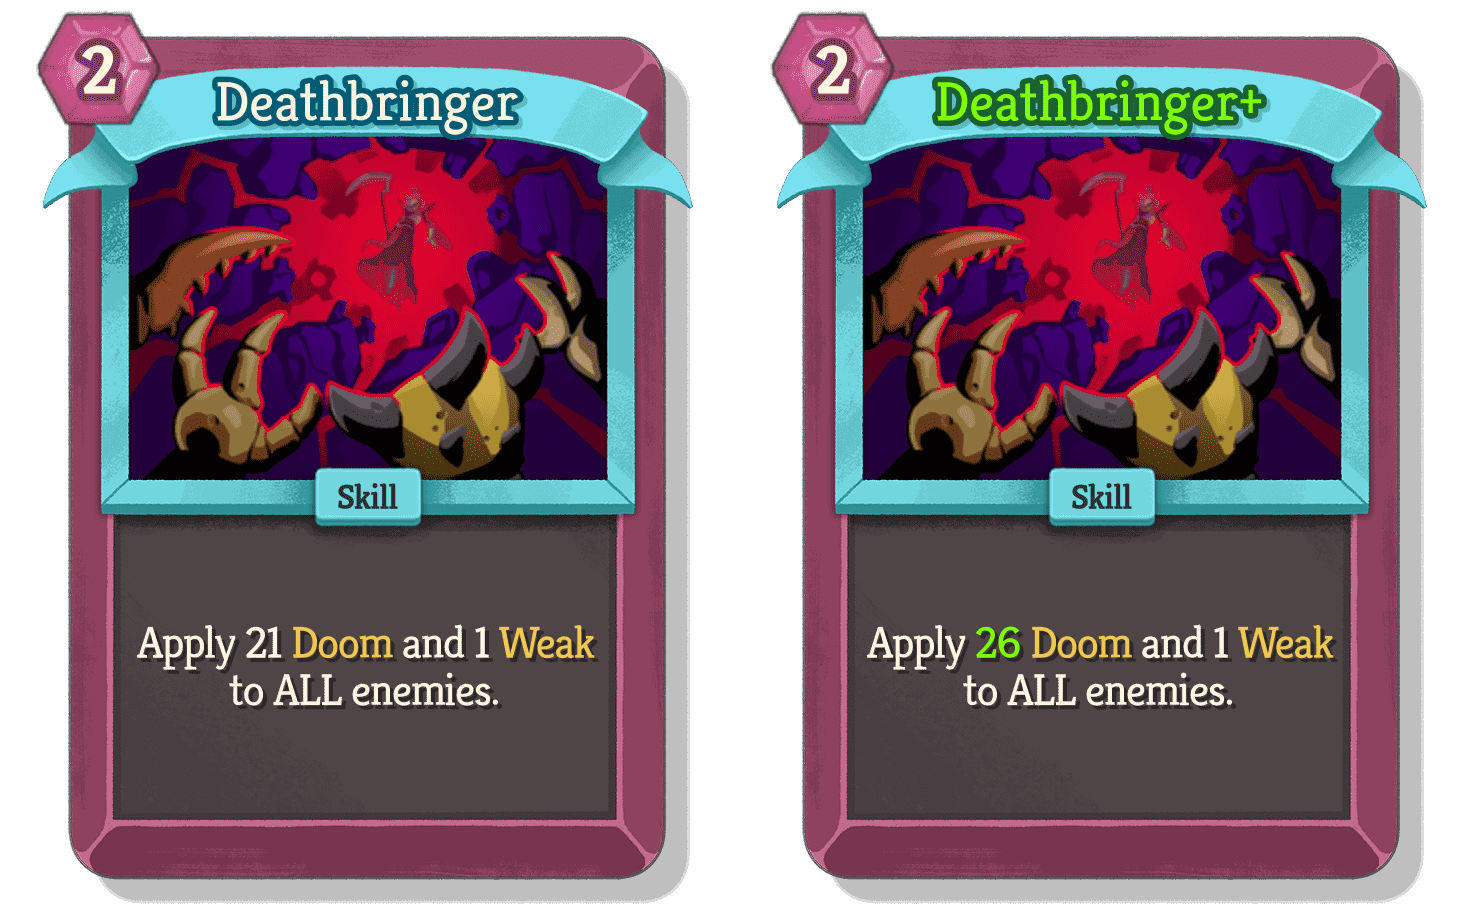 2
Deathbringer
Skill
Apply 21 Doom and 1 Weak
to ALL enemies.
2
Deathbringer+
Skill
Apply 26 Doom and 1 Weak
to ALL enemies.